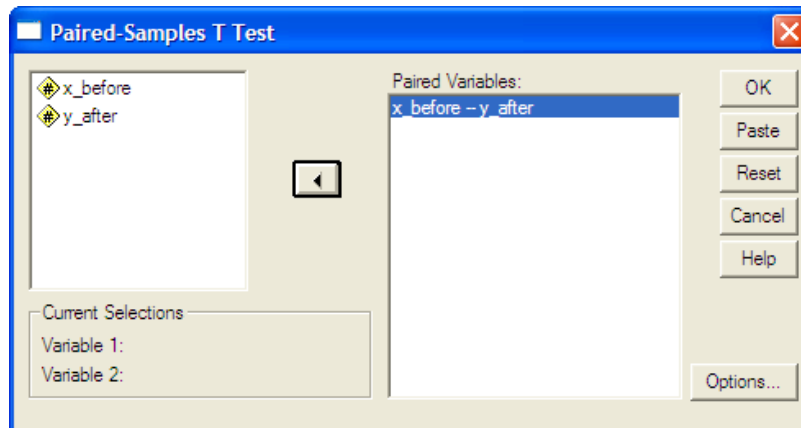 Paired-Samples T Test
x_before
y_after
Paired Variables:
x_before -- y_after
OK
Paste
Reset
Cancel
Help
Current Selections
Variable 1:
Variable 2:
Options...